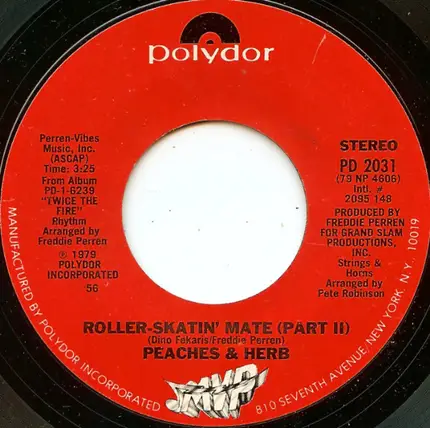 polydor
Perren-Vibes
Music, Inc.
(ASCAP)
Time: 3:25
From Album
PD-1-6239
"TWICE THE
FIRE"
Rhythm
Arranged by
Freddie Perren
℗ 1979
POLYDOR
INCORPORATED
56
STEREO
PD 2031
(79 NP 4606)
Intl. #
2095 148
PRODUCED BY
FREDDIE PERREN
FOR GRAND SLAM
PRODUCTIONS,
INC.
Strings &
Horns
Arranged by
Pete Robinson
ROLLER-SKATIN' MATE (PART II)
(Dino Fekaris/Freddie Perren)
PEACHES & HERB
MVP
MANUFACTURED BY POLYDOR INCORPORATED 810 SEVENTH AVENUE/NEW YORK, N.Y. 10019